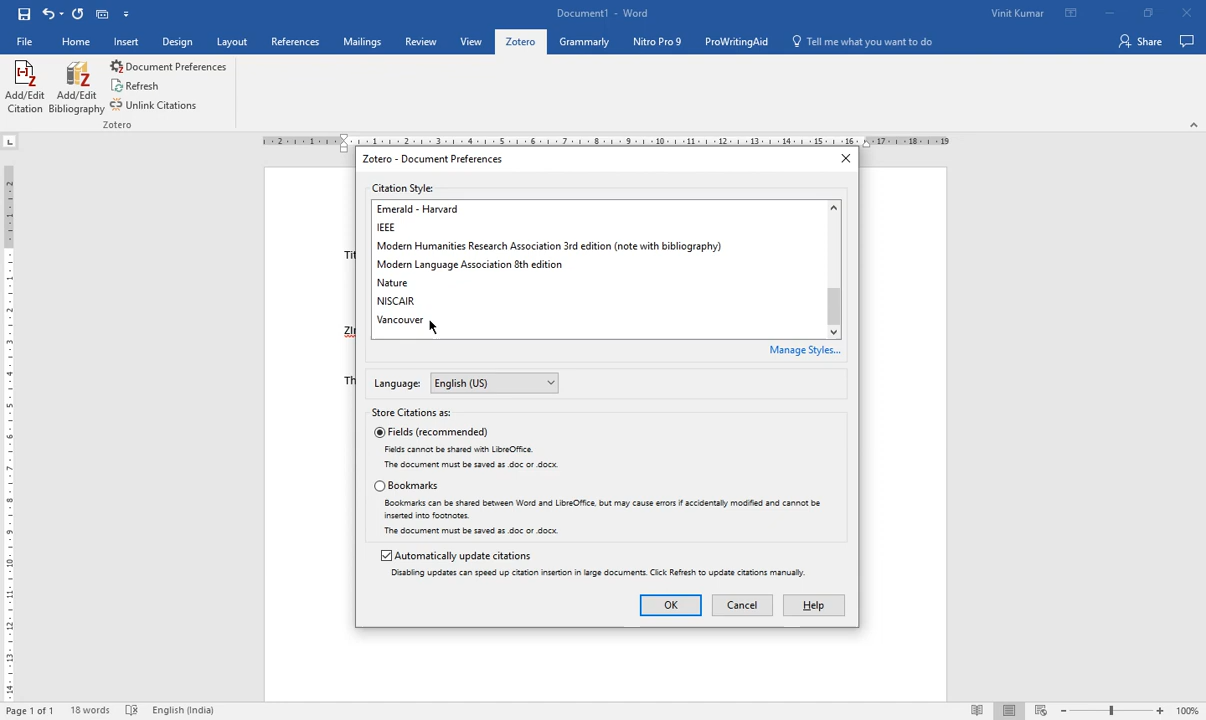 Document1 - Word
Vinit Kumar
File Home Insert Design Layout References Mailings Review View Zotero Grammarly Nitro Pro 9 ProWritingAid Tell me what you want to do Share
Add/Edit Citation
Add/Edit Bibliography
Document Preferences
Refresh
Unlink Citations
Zotero
Zotero - Document Preferences
Citation Style:
Emerald - Harvard
IEEE
Modern Humanities Research Association 3rd edition (note with bibliography)
Modern Language Association 8th edition
Nature
NISCAIR
Vancouver
Manage Styles...
Language: English (US)
Store Citations as:
Fields (recommended)
Fields cannot be shared with LibreOffice.
The document must be saved as .doc or .docx.
Bookmarks
Bookmarks can be shared between Word and LibreOffice, but may cause errors if accidentally modified and cannot be
inserted into footnotes.
The document must be saved as .doc or .docx.
Automatically update citations
Disabling updates can speed up citation insertion in large documents. Click Refresh to update citations manually.
OK Cancel Help
Page 1 of 1 18 words English (India) 100%